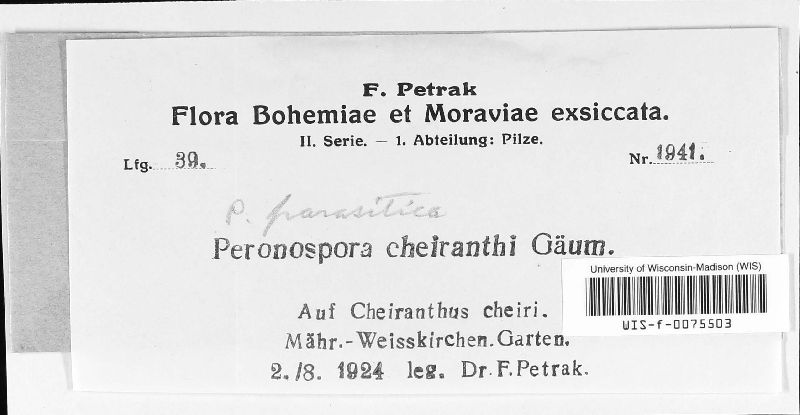 F. Petrak
Flora Bohemiae et Moraviae exsiccata.
II. Serie. — 1. Abteilung: Pilze.
Lfg. 39.
Nr. 1941.
P. parasitica
Peronospora cheiranthi Gäum.
University of Wisconsin-Madison (WIS)
WIS-f-0075503
Auf Cheiranthus cheiri.
Mähr.-Weisskirchen. Garten.
2./8. 1924 leg. Dr. F. Petrak.